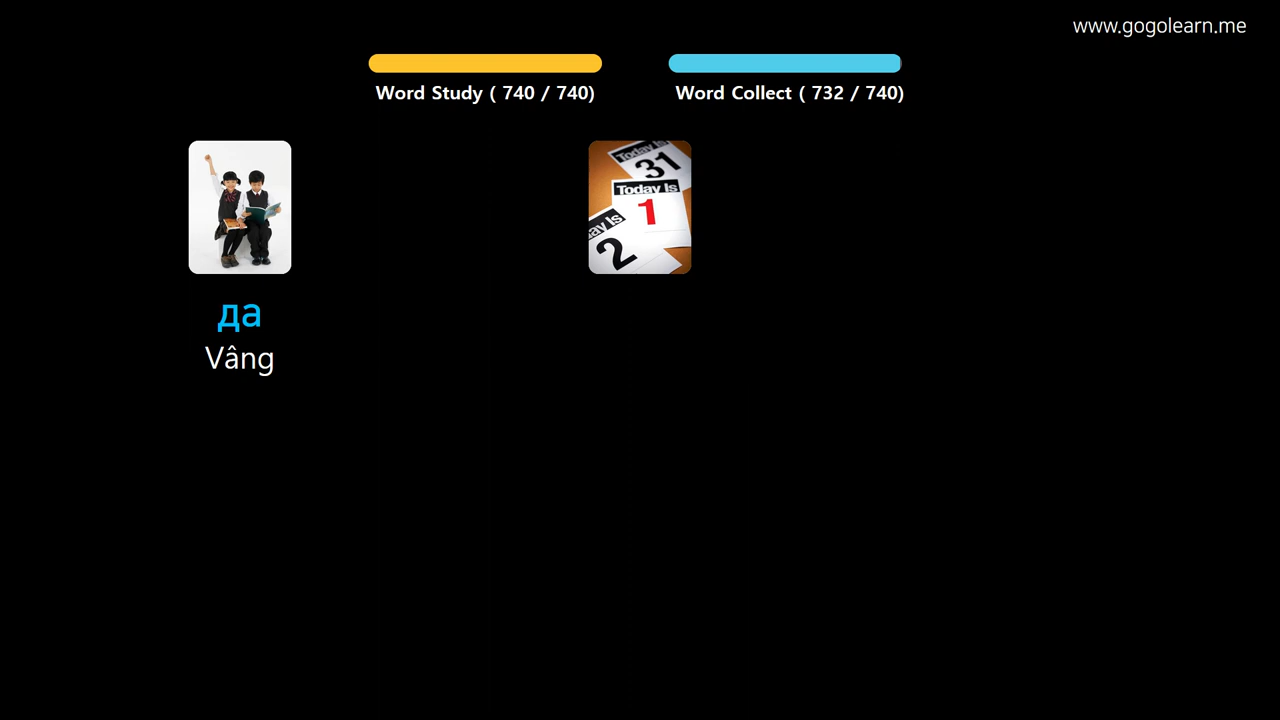 www.gogolearn.me
Word Study ( 740 / 740)
Word Collect ( 732 / 740)
Today Is
31
Today Is
1
ay Is
2
да
Vâng